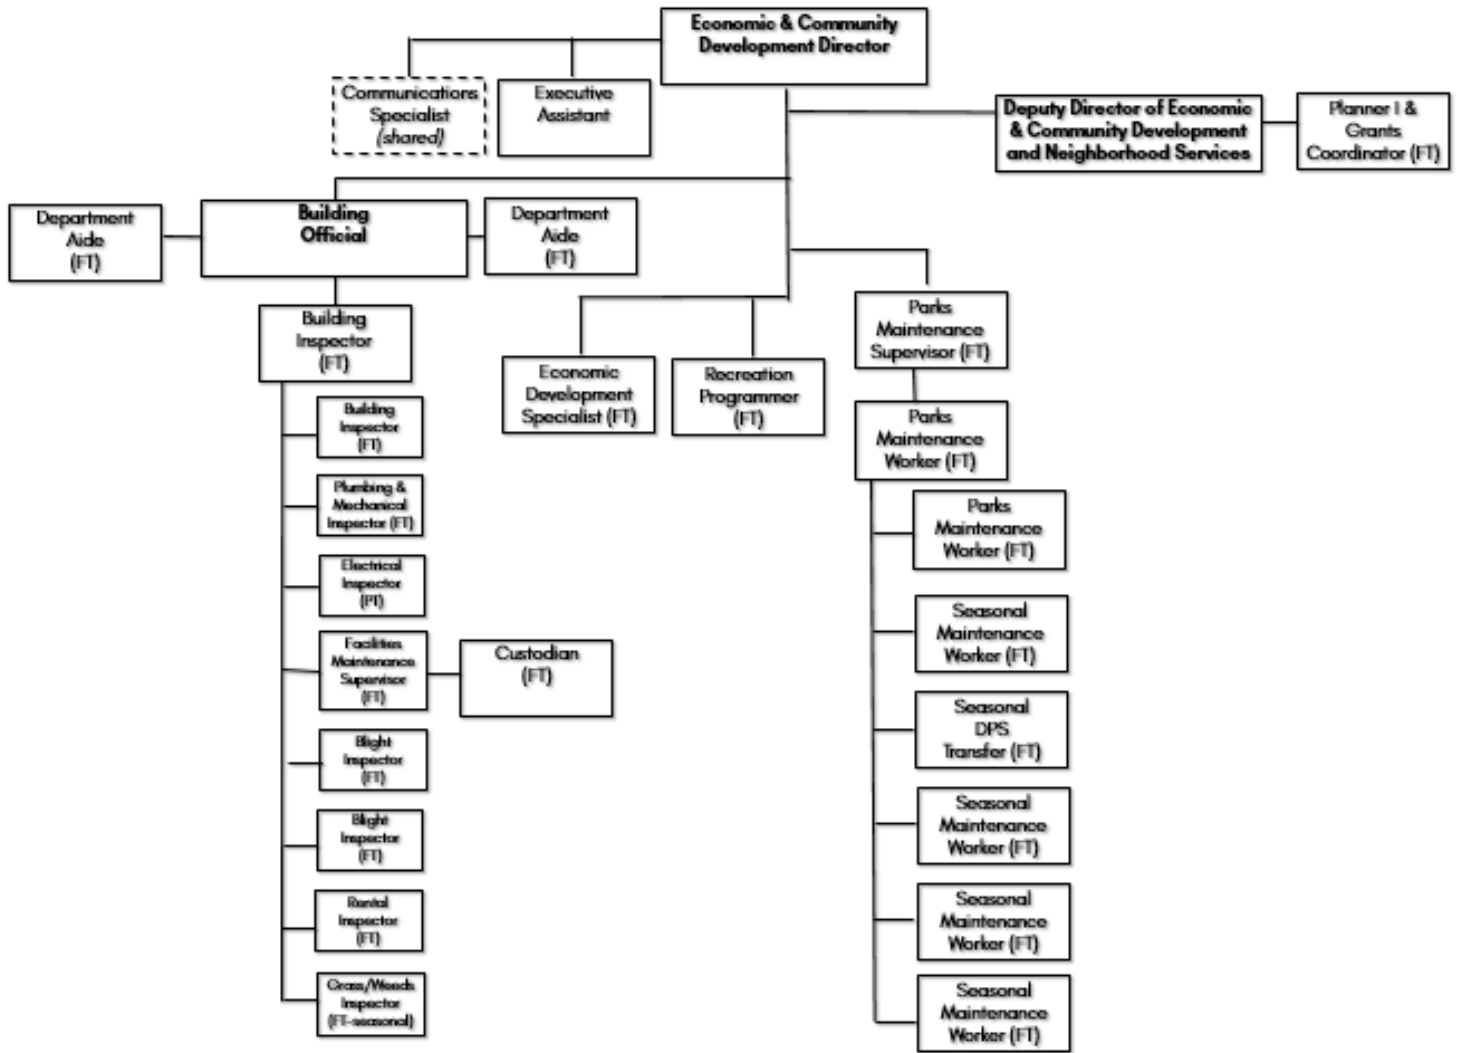 Economic & Community
Development Director
Communications
Specialist
(shared)
Executive
Assistant
Deputy Director of Economic
& Community Development
and Neighborhood Services
Planner I &
Grants
Coordinator (FT)
Department
Aide
(FT)
Building
Official
Department
Aide
(FT)
Building
Inspector
(FT)
Economic
Development
Specialist (FT)
Recreation
Programmer
(FT)
Parks
Maintenance
Supervisor (FT)
Parks
Maintenance
Worker (FT)
Building
Inspector
(FT)
Plumbing &
Mechanical
Inspector (FT)
Electrical
Inspector
(PT)
Facilities
Maintenance
Supervisor
(FT)
Custodian
(FT)
Blight
Inspector
(FT)
Blight
Inspector
(FT)
Rental
Inspector
(FT)
Grass/Weeds
Inspector
(FT-seasonal)
Parks
Maintenance
Worker (FT)
Seasonal
Maintenance
Worker (FT)
Seasonal
DPS
Transfer (FT)
Seasonal
Maintenance
Worker (FT)
Seasonal
Maintenance
Worker (FT)
Seasonal
Maintenance
Worker (FT)